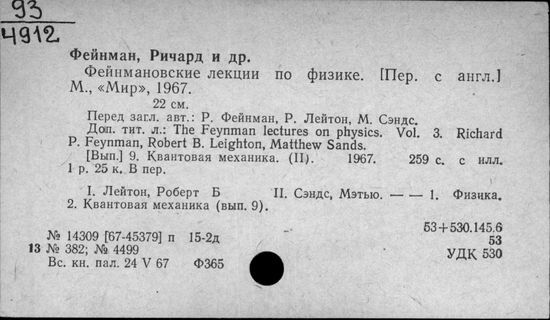 93
4912
Фейнман, Ричард и др.
Фейнмановские лекции по физике. [Пер. с англ.]
М., «Мир», 1967.
22 см.
Перед загл. авт.: Р. Фейнман, Р. Лейтон, М. Сэндс.
Доп. тит. л.: The Feynman lectures on physics. Vol. 3. Richard
P. Feynman, Robert B. Leighton, Matthew Sands.
[Вып.] 9. Квантовая механика. (II). 1967. 259 с. с илл.
1 р. 25 к. В пер.
I. Лейтон, Роберт Б II. Сэндс, Мэтью. — — 1. Физика.
2. Квантовая механика (вып. 9).
53+530.145.6
№ 14309 [67-45379] п 15-2д 53
13 № 382; № 4499 УДК 530
Вс. кн. пал. 24 V 67 Ф365